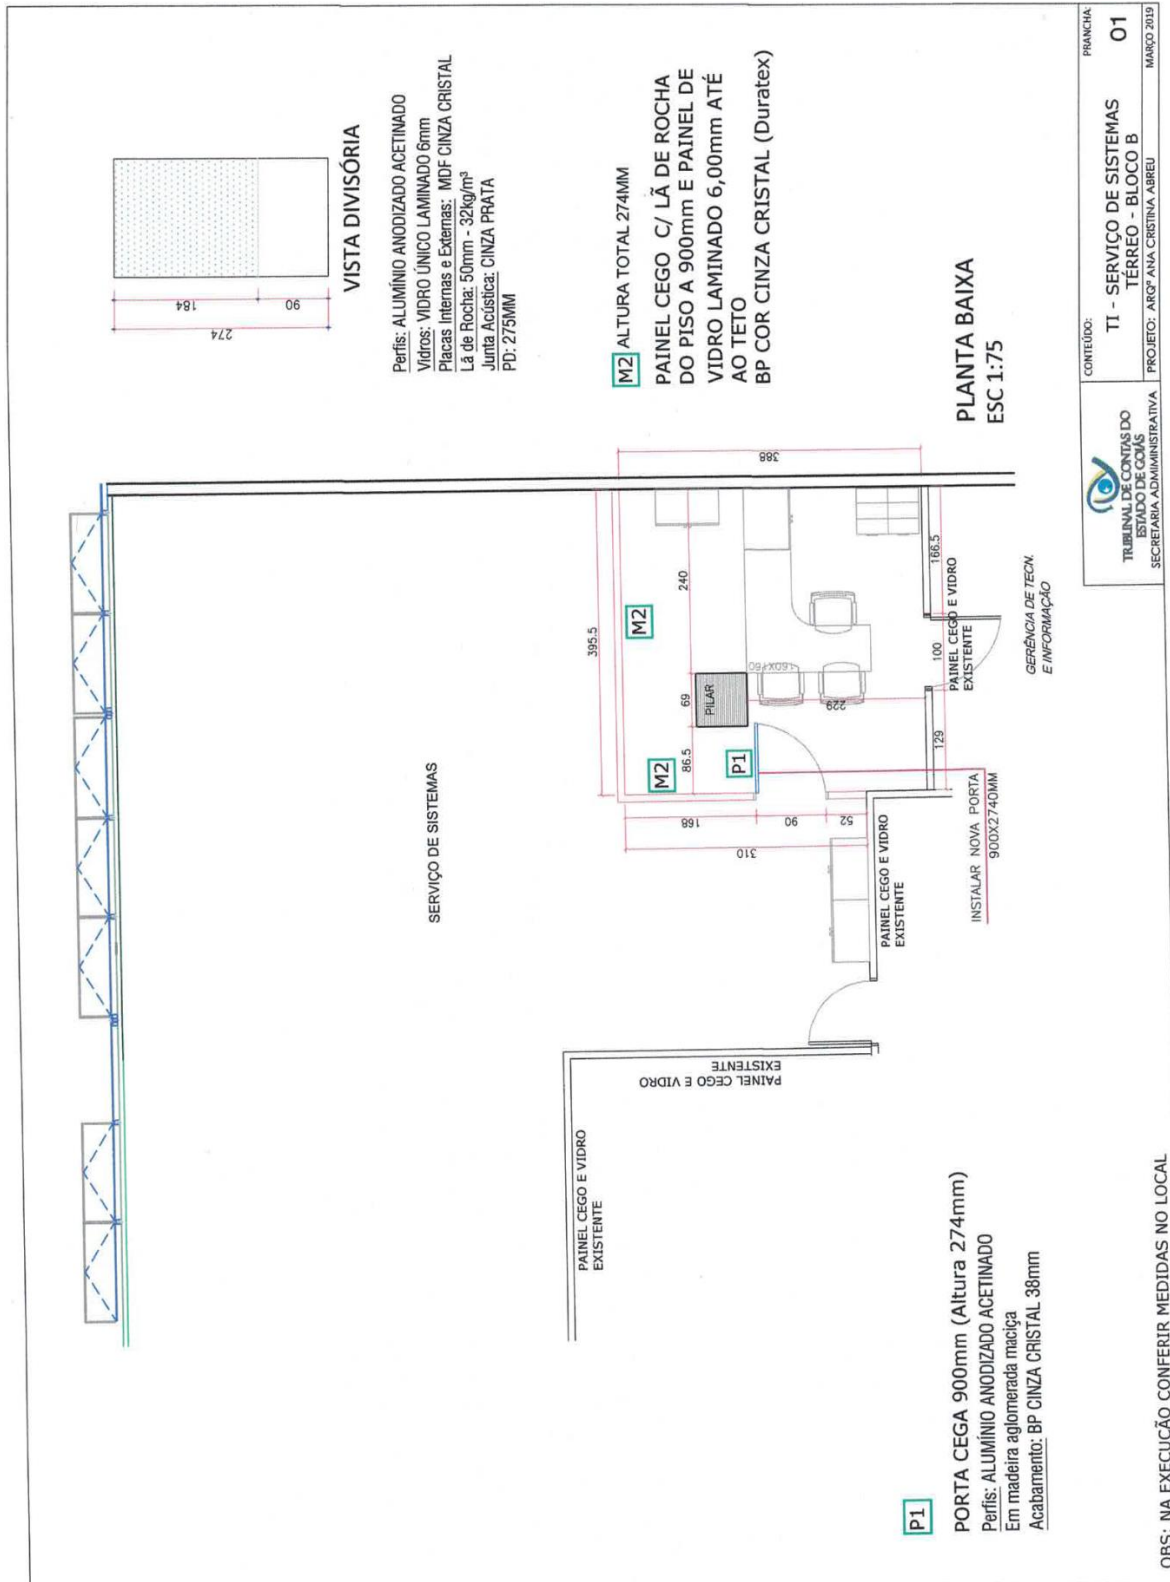 274
184
90
VISTA DIVISÓRIA
Perfis: ALUMÍNIO ANODIZADO ACETINADO
Vidros: VIDRO ÚNICO LAMINADO 6mm
Placas Internas e Externas: MDF CINZA CRISTAL
Lã de Rocha: 50mm - 32kg/m³
Junta Acústica: CINZA PRATA
PD: 275MM
M2 ALTURA TOTAL 274MM
PAINEL CEGO C/ LÃ DE ROCHA
DO PISO A 900mm E PAINEL DE
VIDRO LAMINADO 6,00mm ATÉ
AO TETO
BP COR CINZA CRISTAL (Duratex)
PLANTA BAIXA
ESC 1:75
SERVIÇO DE SISTEMAS
395.5
388
M2
M2
240
69
86.5
PILAR
P1
160X160
229
168
90
52
310
166.5
100
129
PAINEL CEGO E VIDRO
EXISTENTE
GERÊNCIA DE TECN.
E INFORMAÇÃO
INSTALAR NOVA PORTA
900X2740MM
PAINEL CEGO E VIDRO
EXISTENTE
PAINEL CEGO E VIDRO
EXISTENTE
PAINEL CEGO E VIDRO
EXISTENTE
P1
PORTA CEGA 900mm (Altura 274mm)
Perfis: ALUMÍNIO ANODIZADO ACETINADO
Em madeira aglomerada maciça
Acabamento: BP CINZA CRISTAL 38mm
OBS: NA EXECUÇÃO CONFERIR MEDIDAS NO LOCAL
TRIBUNAL DE CONTAS DO
ESTADO DE GOIÁS
SECRETARIA ADMIMINISTRATIVA
CONTEÚDO:
TI - SERVIÇO DE SISTEMAS
TÉRREO - BLOCO B
PROJETO: ARQª ANA CRISTINA ABREU
PRANCHA:
01
MARÇO 2019